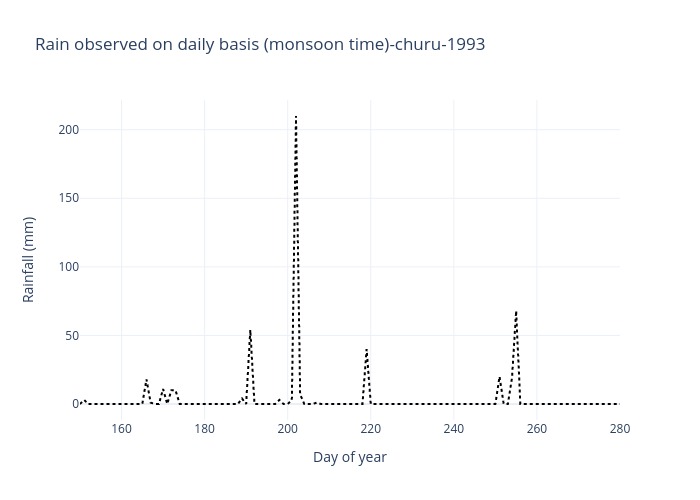 Rain observed on daily basis (monsoon time)-churu-1993
Rainfall (mm)
200
150
100
50
0
160 180 200 220 240 260 280
Day of year